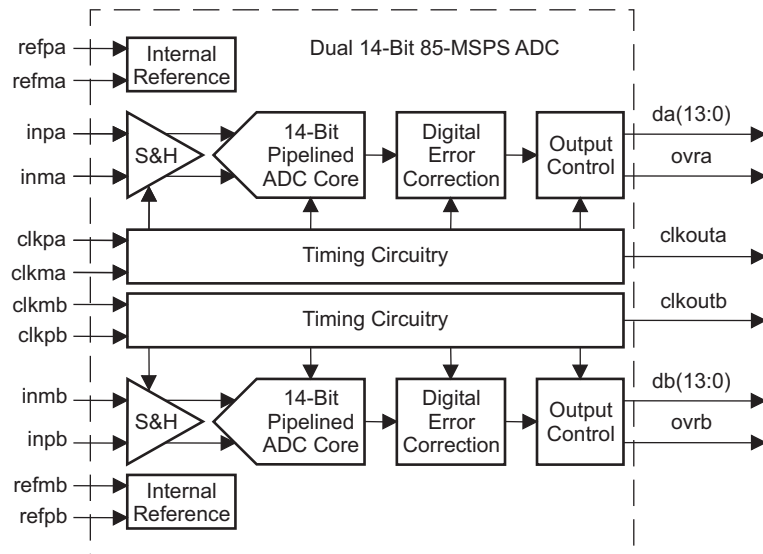 refpa
refma
Internal
Reference
Dual 14-Bit 85-MSPS ADC
inpa
inma
S&H
14-Bit
Pipelined
ADC Core
Digital
Error
Correction
Output
Control
da(13:0)
ovra
clkpa
clkma
Timing Circuitry
clkouta
clkmb
clkpb
Timing Circuitry
clkoutb
inmb
inpb
S&H
14-Bit
Pipelined
ADC Core
Digital
Error
Correction
Output
Control
db(13:0)
ovrb
refmb
refpb
Internal
Reference